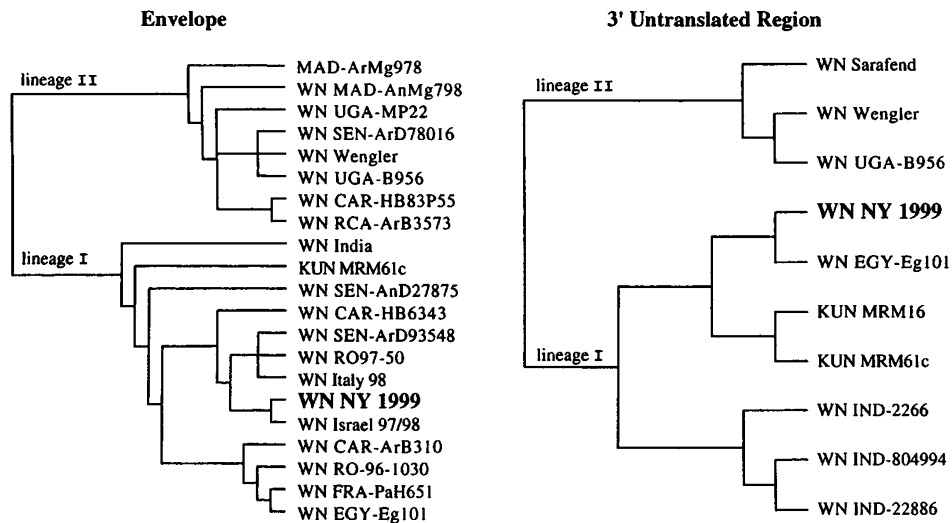 Envelope
lineage II
MAD-ArMg978
WN MAD-AnMg798
WN UGA-MP22
WN SEN-ArD78016
WN Wengler
WN UGA-B956
WN CAR-HB83P55
WN RCA-ArB3573
lineage I
WN India
KUN MRM61c
WN SEN-AnD27875
WN CAR-HB6343
WN SEN-ArD93548
WN RO97-50
WN Italy 98
WN NY 1999
WN Israel 97/98
WN CAR-ArB310
WN RO-96-1030
WN FRA-PaH651
WN EGY-Eg101
3' Untranslated Region
lineage II
WN Sarafend
WN Wengler
WN UGA-B956
lineage I
WN NY 1999
WN EGY-Eg101
KUN MRM16
KUN MRM61c
WN IND-2266
WN IND-804994
WN IND-22886